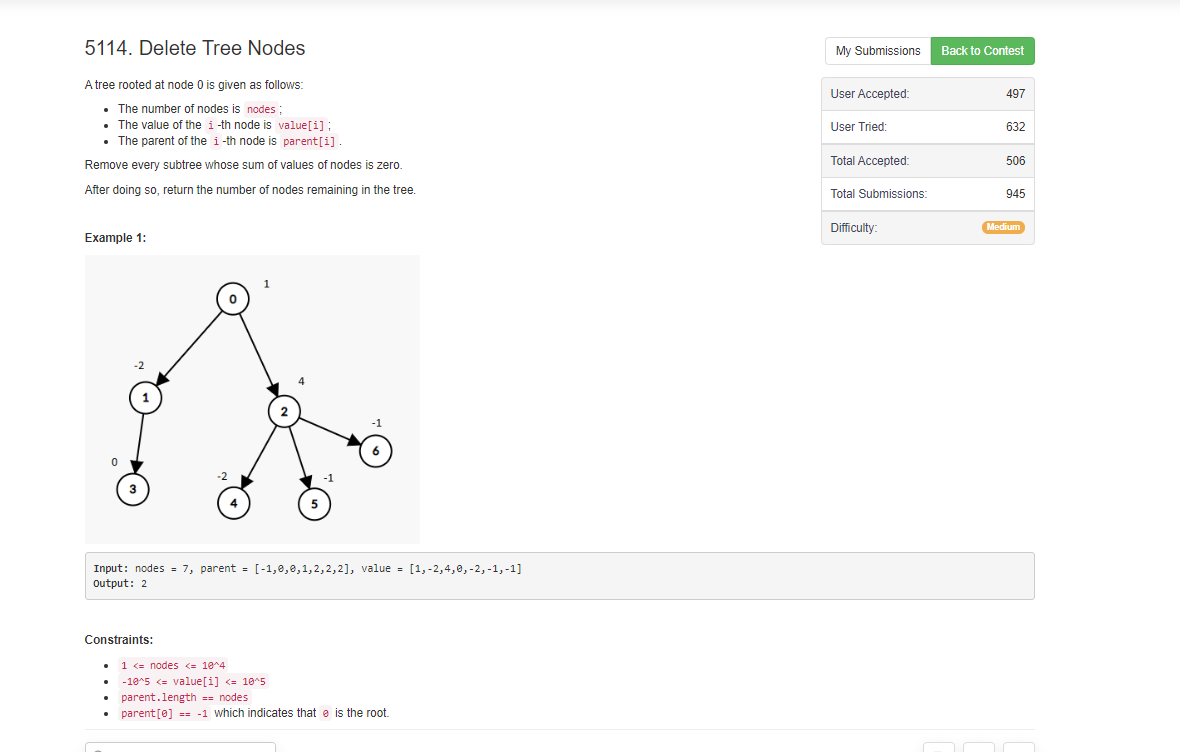 5114. Delete Tree Nodes
My Submissions
Back to Contest
A tree rooted at node 0 is given as follows:
• The number of nodes is nodes ;
• The value of the i -th node is value[i] ;
• The parent of the i -th node is parent[i] .
Remove every subtree whose sum of values of nodes is zero.
After doing so, return the number of nodes remaining in the tree.
User Accepted: 497
User Tried: 632
Total Accepted: 506
Total Submissions: 945
Difficulty: Medium
Example 1:
1
0
-2
4
1
2
-1
6
0
-2
-1
3
4
5
Input: nodes = 7, parent = [-1,0,0,1,2,2,2], value = [1,-2,4,0,-2,-1,-1]
Output: 2
Constraints:
• 1 <= nodes <= 10^4
• -10^5 <= value[i] <= 10^5
• parent.length == nodes
• parent[0] == -1 which indicates that 0 is the root.